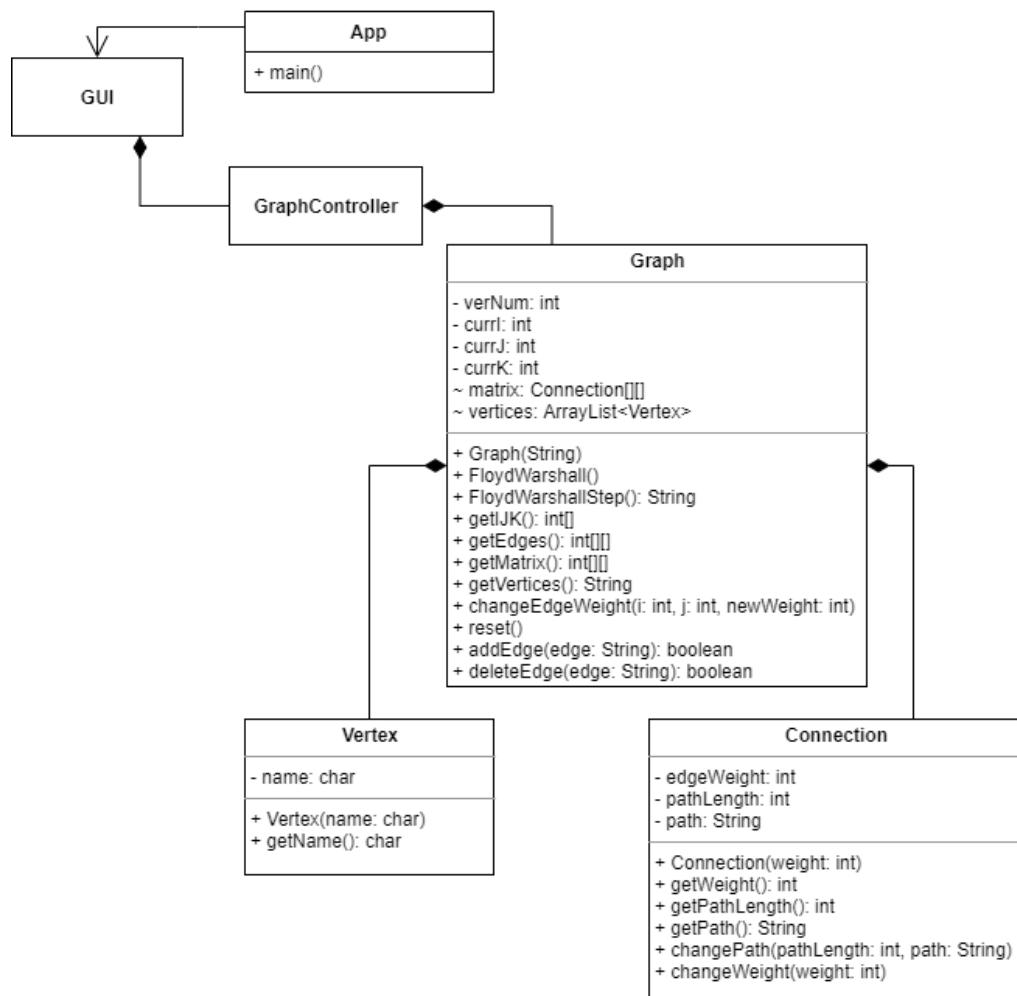 App
+ main()
GUI
GraphController
Graph
- verNum: int
- currI: int
- currJ: int
- currK: int
~ matrix: Connection[][]
~ vertices: ArrayList<Vertex>
+ Graph(String)
+ FloydWarshall()
+ FloydWarshallStep(): String
+ getIJK(): int[]
+ getEdges(): int[][]
+ getMatrix(): int[][]
+ getVertices(): String
+ changeEdgeWeight(i: int, j: int, newWeight: int)
+ reset()
+ addEdge(edge: String): boolean
+ deleteEdge(edge: String): boolean
Vertex
- name: char
+ Vertex(name: char)
+ getName(): char
Connection
- edgeWeight: int
- pathLength: int
- path: String
+ Connection(weight: int)
+ getWeight(): int
+ getPathLength(): int
+ getPath(): String
+ changePath(pathLength: int, path: String)
+ changeWeight(weight: int)